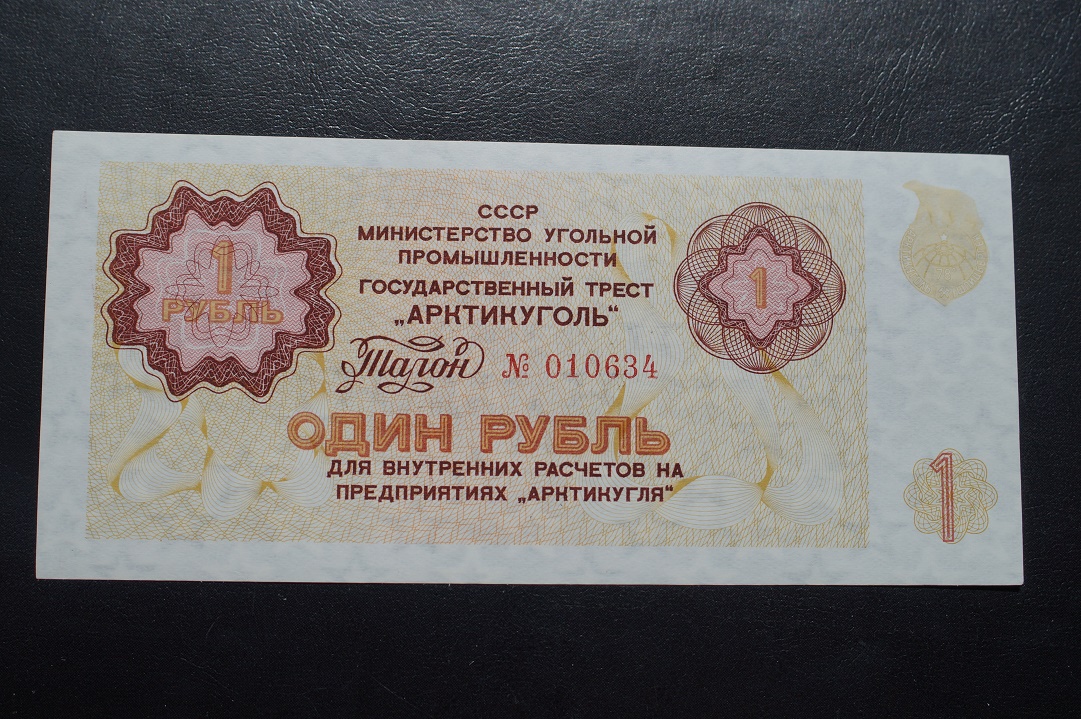 1
РУБЛЬ
СССР
МИНИСТЕРСТВО УГОЛЬНОЙ
ПРОМЫШЛЕННОСТИ
ГОСУДАРСТВЕННЫЙ ТРЕСТ
„АРКТИКУГОЛЬ“
Талон № 010634
ОДИН РУБЛЬ
ДЛЯ ВНУТРЕННИХ РАСЧЕТОВ НА
ПРЕДПРИЯТИЯХ „АРКТИКУГЛЯ“
1
1